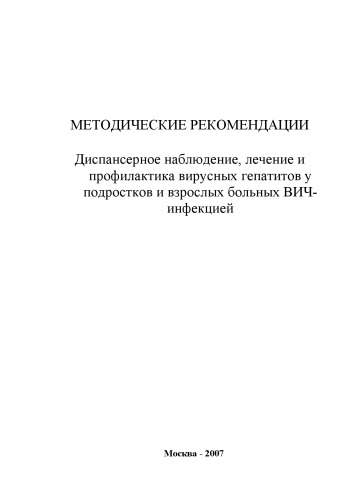 МЕТОДИЧЕСКИЕ РЕКОМЕНДАЦИИ
Диспансерное наблюдение, лечение и
профилактика вирусных гепатитов у
подростков и взрослых больных ВИЧ-
инфекцией
Москва - 2007